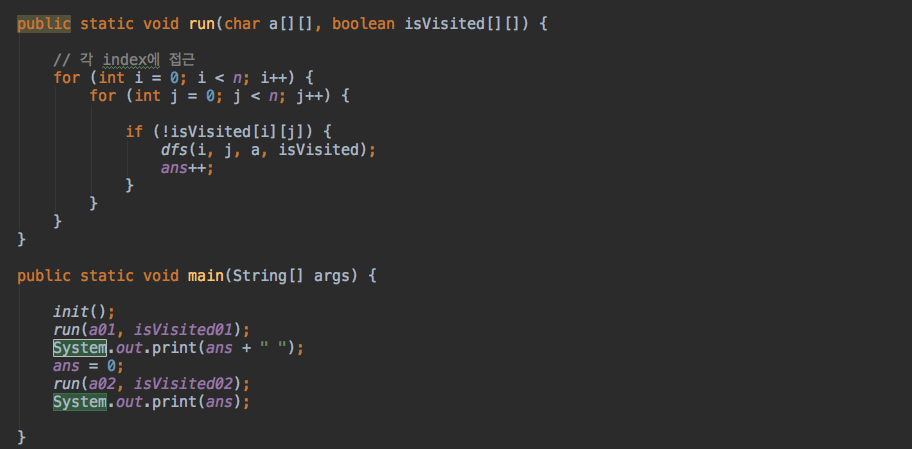 public static void run(char a[][], boolean isVisited[][]) {
// 각 index에 접근
for (int i = 0; i < n; i++) {
for (int j = 0; j < n; j++) {
if (!isVisited[i][j]) {
dfs(i, j, a, isVisited);
ans++;
}
}
}
}
public static void main(String[] args) {
init();
run(a01, isVisited01);
System.out.print(ans + " ");
ans = 0;
run(a02, isVisited02);
System.out.print(ans);
}